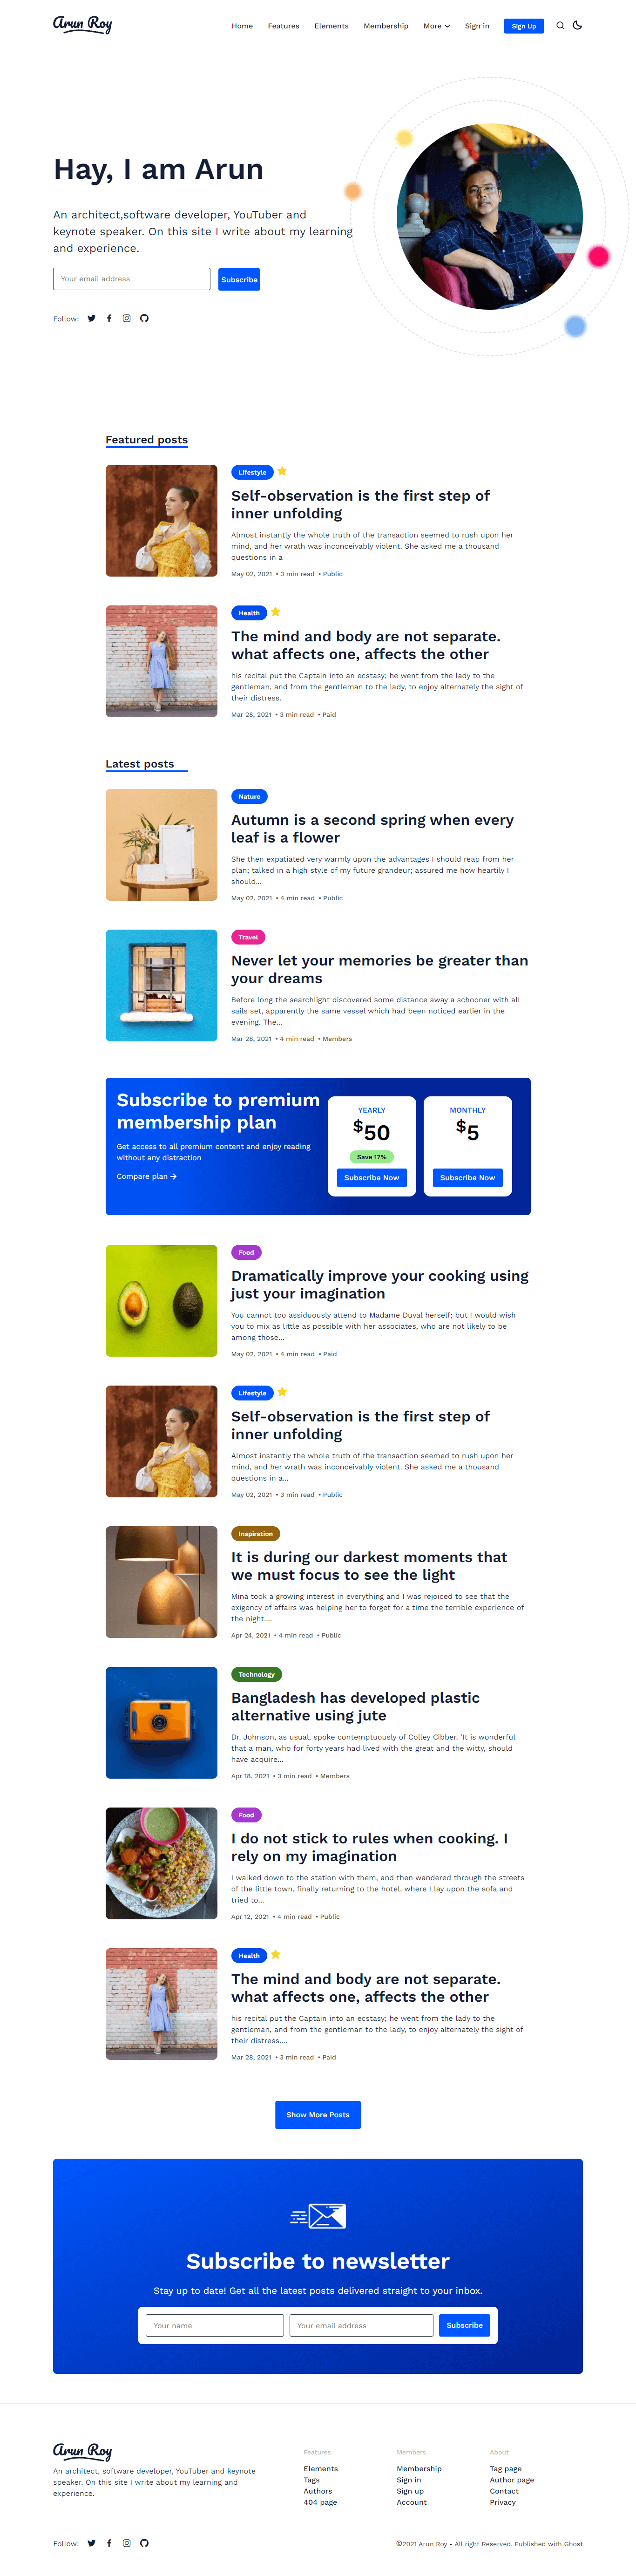 Arun Roy
Home Features Elements Membership More Sign in Sign Up
Hay, I am Arun
An architect,software developer, YouTuber and
keynote speaker. On this site I write about my learning
and experience.
Your email address Subscribe
Follow:
Featured posts
Lifestyle
Self-observation is the first step of
inner unfolding
Almost instantly the whole truth of the transaction seemed to rush upon her
mind, and her wrath was inconceivably violent. She asked me a thousand
questions in a
May 02, 2021 • 3 min read • Public
Health
The mind and body are not separate.
what affects one, affects the other
his recital put the Captain into an ecstasy; he went from the lady to the
gentleman, and from the gentleman to the lady, to enjoy alternately the sight of
their distress.
Mar 28, 2021 • 3 min read • Paid
Latest posts
Nature
Autumn is a second spring when every
leaf is a flower
She then expatiated very warmly upon the advantages I should reap from her
plan; talked in a high style of my future grandeur; assured me how heartily I
should...
May 02, 2021 • 4 min read • Public
Travel
Never let your memories be greater than
your dreams
Before long the searchlight discovered some distance away a schooner with all
sails set, apparently the same vessel which had been noticed earlier in the
evening. The...
Mar 28, 2021 • 4 min read • Members
Subscribe to premium
membership plan
Get access to all premium content and enjoy reading
without any distraction
Compare plan →
YEARLY
$50
Save 17%
Subscribe Now
MONTHLY
$5
Subscribe Now
Food
Dramatically improve your cooking using
just your imagination
You cannot too assiduously attend to Madame Duval herself; but I would wish
you to mix as little as possible with her associates, who are not likely to be
among those...
May 02, 2021 • 4 min read • Paid
Lifestyle
Self-observation is the first step of
inner unfolding
Almost instantly the whole truth of the transaction seemed to rush upon her
mind, and her wrath was inconceivably violent. She asked me a thousand
questions in a...
May 02, 2021 • 3 min read • Public
Inspiration
It is during our darkest moments that
we must focus to see the light
Mina took a growing interest in everything and I was rejoiced to see that the
exigency of affairs was helping her to forget for a time the terrible experience of
the night....
Apr 24, 2021 • 4 min read • Public
Technology
Bangladesh has developed plastic
alternative using jute
Dr. Johnson, as usual, spoke contemptuously of Colley Cibber. 'It is wonderful
that a man, who for forty years had lived with the great and the witty, should
have acquire...
Apr 18, 2021 • 3 min read • Members
Food
I do not stick to rules when cooking. I
rely on my imagination
I walked down to the station with them, and then wandered through the streets
of the little town, finally returning to the hotel, where I lay upon the sofa and
tried to...
Apr 12, 2021 • 4 min read • Public
Health
The mind and body are not separate.
what affects one, affects the other
his recital put the Captain into an ecstasy; he went from the lady to the
gentleman, and from the gentleman to the lady, to enjoy alternately the sight of
their distress....
Mar 28, 2021 • 3 min read • Paid
Show More Posts
Subscribe to newsletter
Stay up to date! Get all the latest posts delivered straight to your inbox.
Your name Your email address Subscribe
Arun Roy
An architect, software developer, YouTuber and keynote
speaker. On this site I write about my learning and
experience.
Features
Elements
Tags
Authors
404 page
Members
Membership
Sign in
Sign up
Account
About
Tag page
Author page
Contact
Privacy
Follow:
©2021 Arun Roy - All right Reserved. Published with Ghost